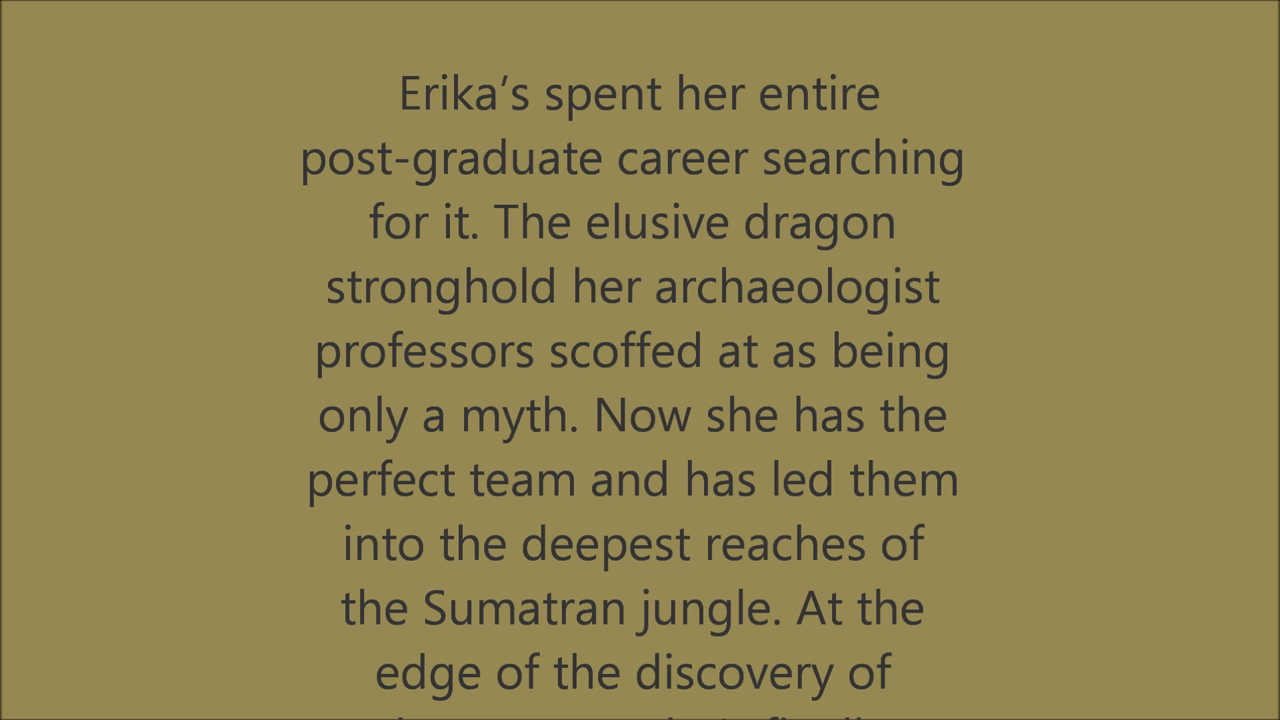 Erika’s spent her entire
post-graduate career searching
for it. The elusive dragon
stronghold her archaeologist
professors scoffed at as being
only a myth. Now she has the
perfect team and has led them
into the deepest reaches of
the Sumatran jungle. At the
edge of the discovery of